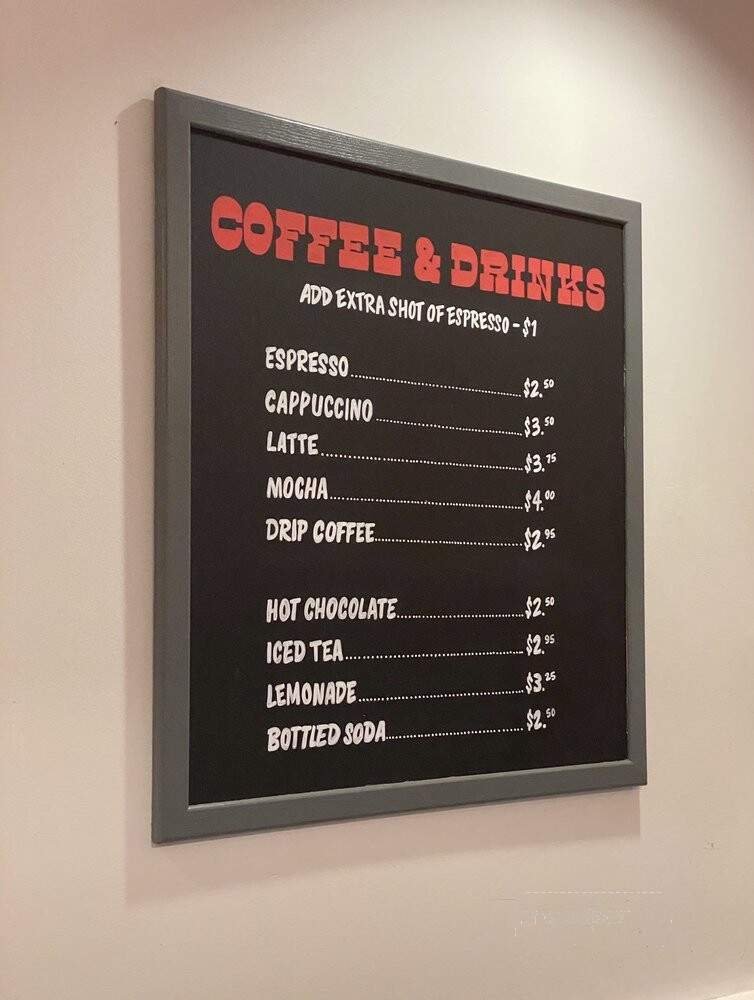 COFFEE & DRINKS
ADD EXTRA SHOT OF ESPRESSO - $1
ESPRESSO........................$2.50
CAPPUCCINO........................$3.50
LATTE........................$3.75
MOCHA........................$4.00
DRIP COFFEE........................$2.95
HOT CHOCOLATE........................$2.50
ICED TEA........................$2.95
LEMONADE........................$3.25
BOTTLED SODA........................$2.50